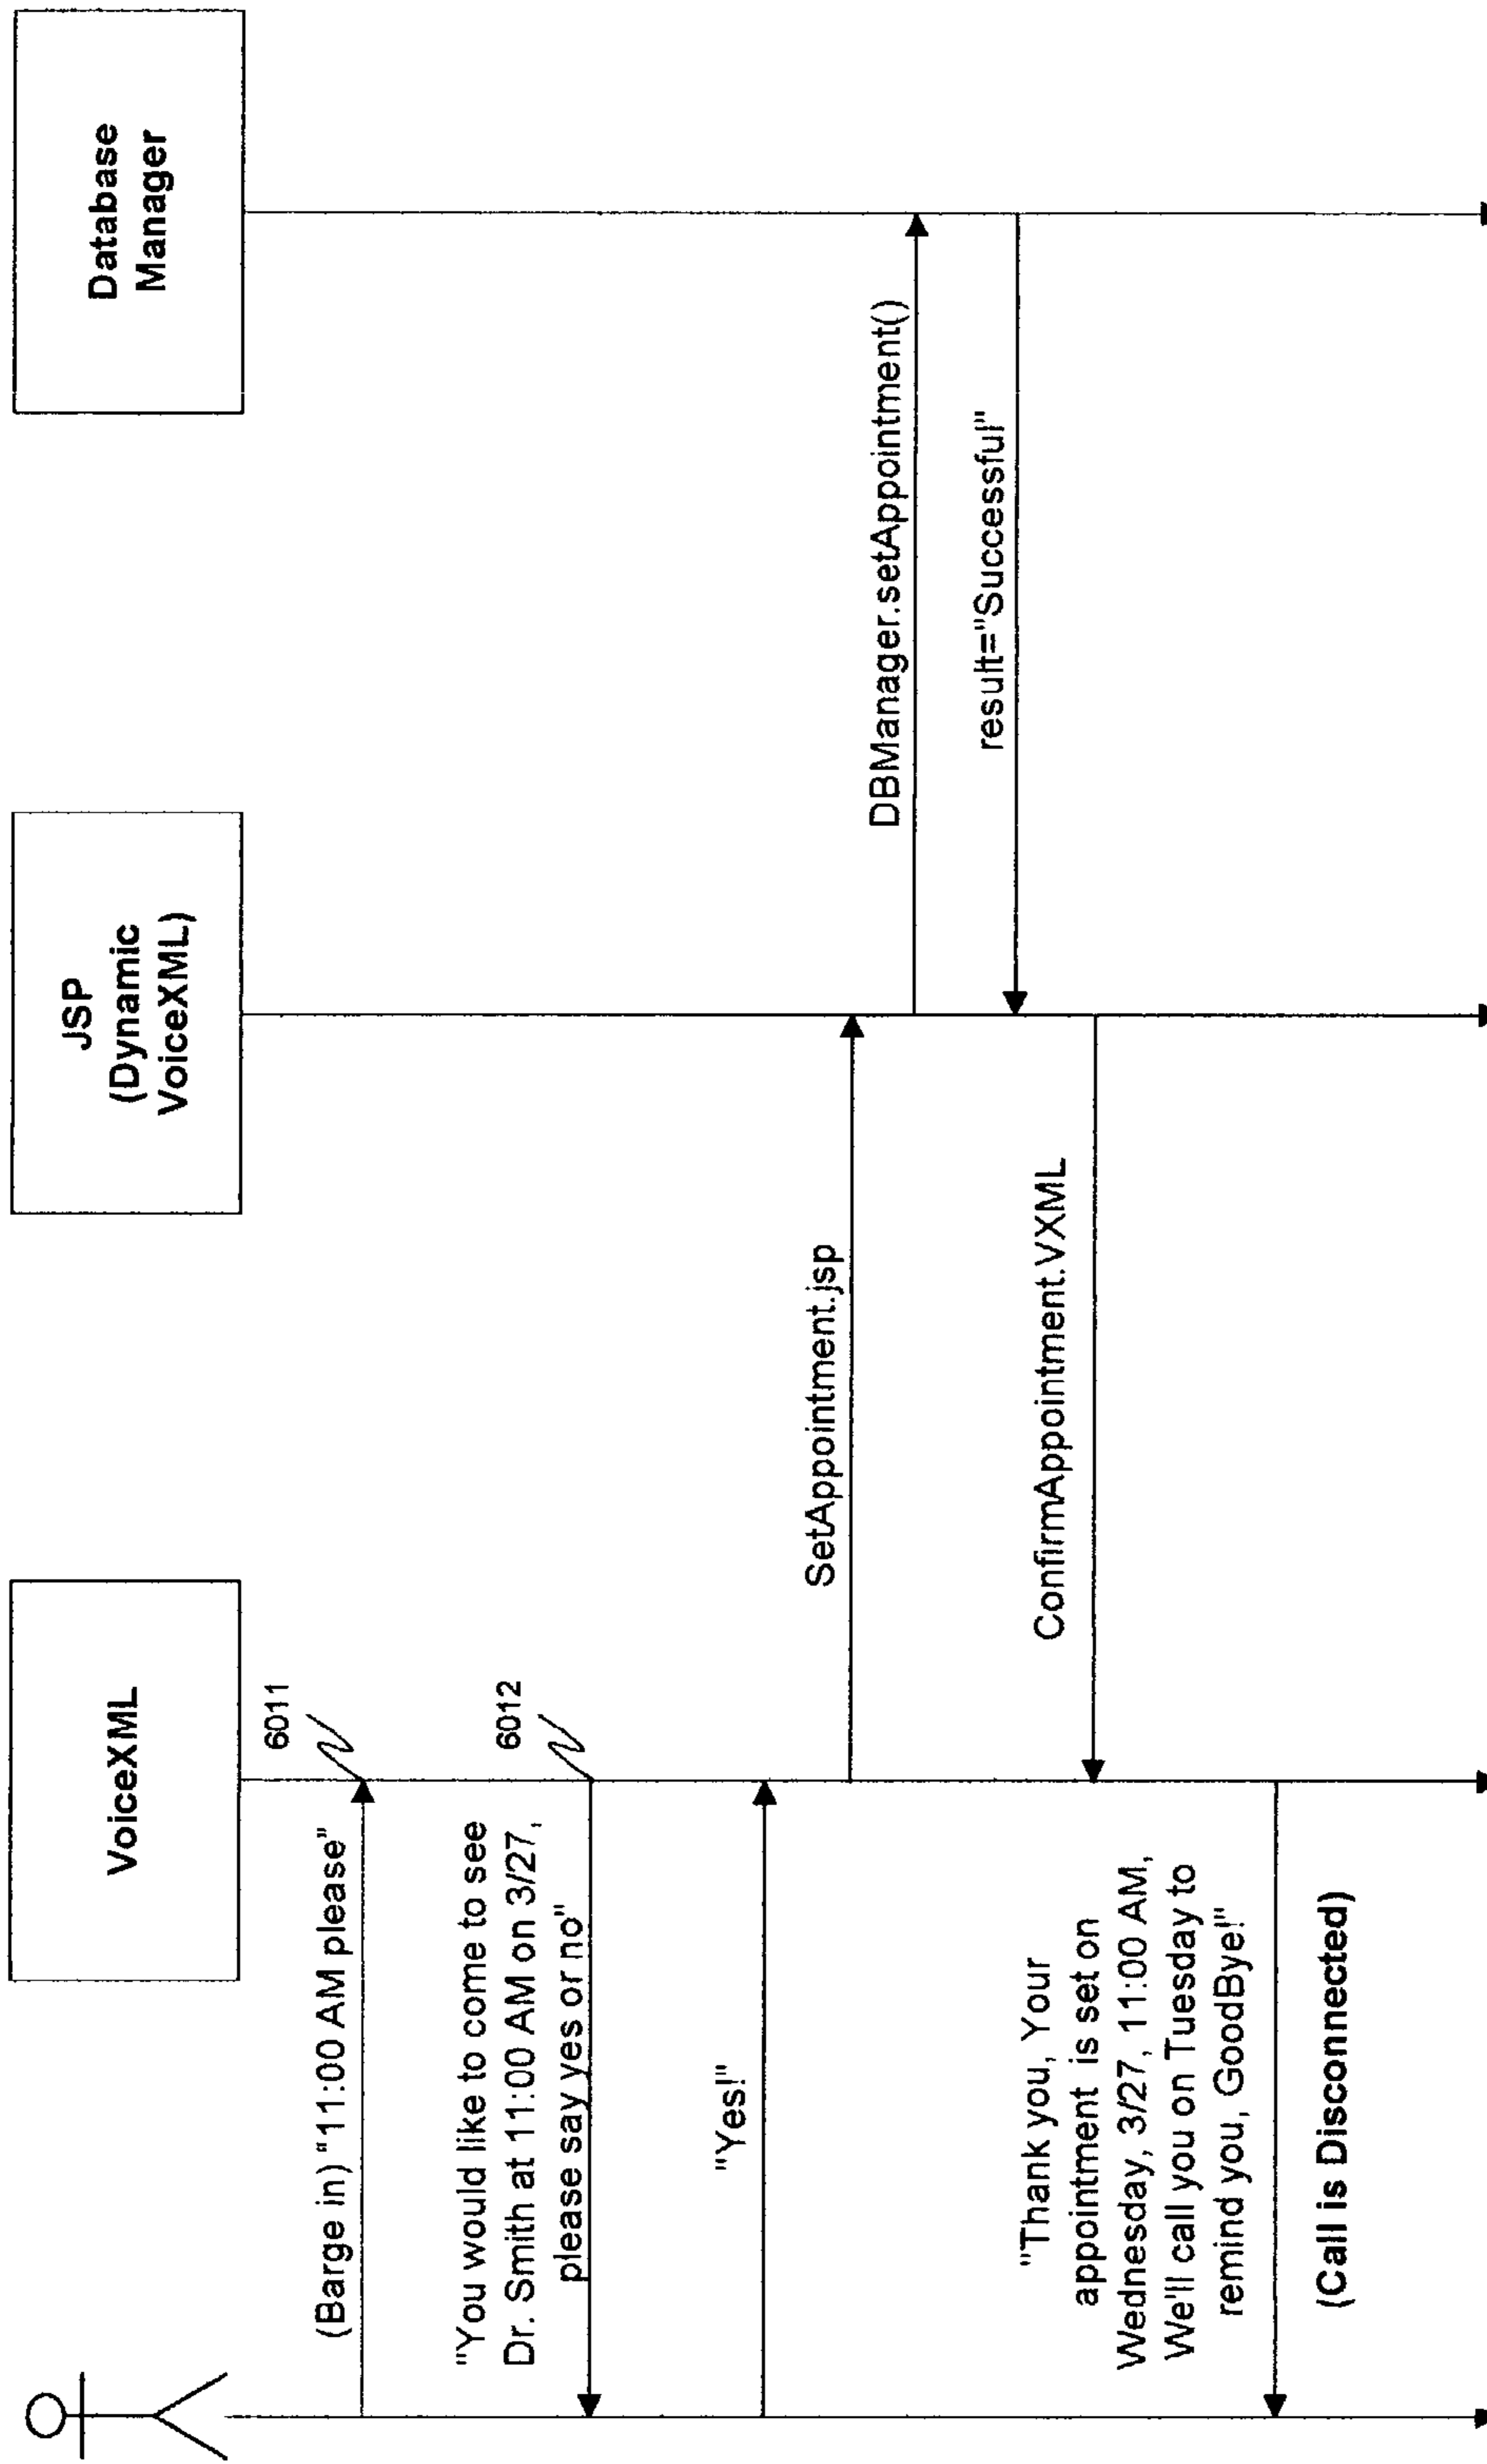 VoiceXML
JSP
(Dynamic
VoiceXML)
Database
Manager
6011
(Barge in) "11:00 AM please"
6012
"You would like to come to see
Dr. Smith at 11:00 AM on 3/27,
please say yes or no"
"Yes!"
SetAppointment.jsp
DBManager.setAppointment()
result="Successful"
ConfirmAppointment.VXML
"Thank you, Your
appointment is set on
Wednesday, 3/27, 11:00 AM,
We'll call you on Tuesday to
remind you, GoodBye!"
(Call is Disconnected)